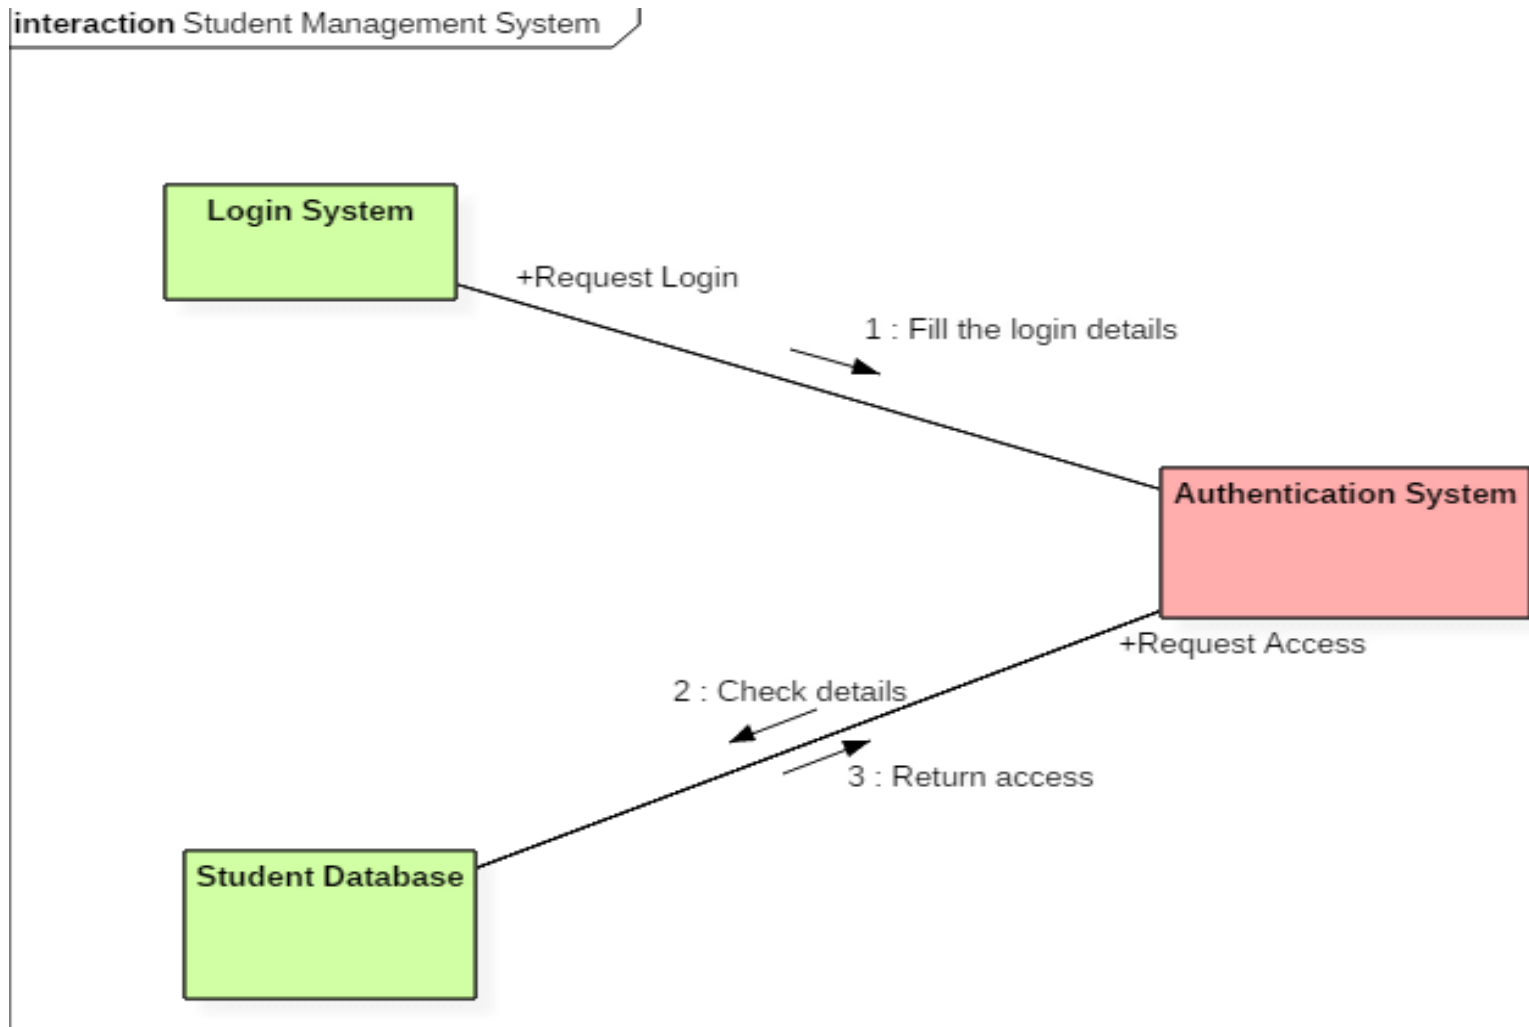 interaction Student Management System
Login System
+Request Login
1 : Fill the login details
Authentication System
+Request Access
2 : Check details
3 : Return access
Student Database